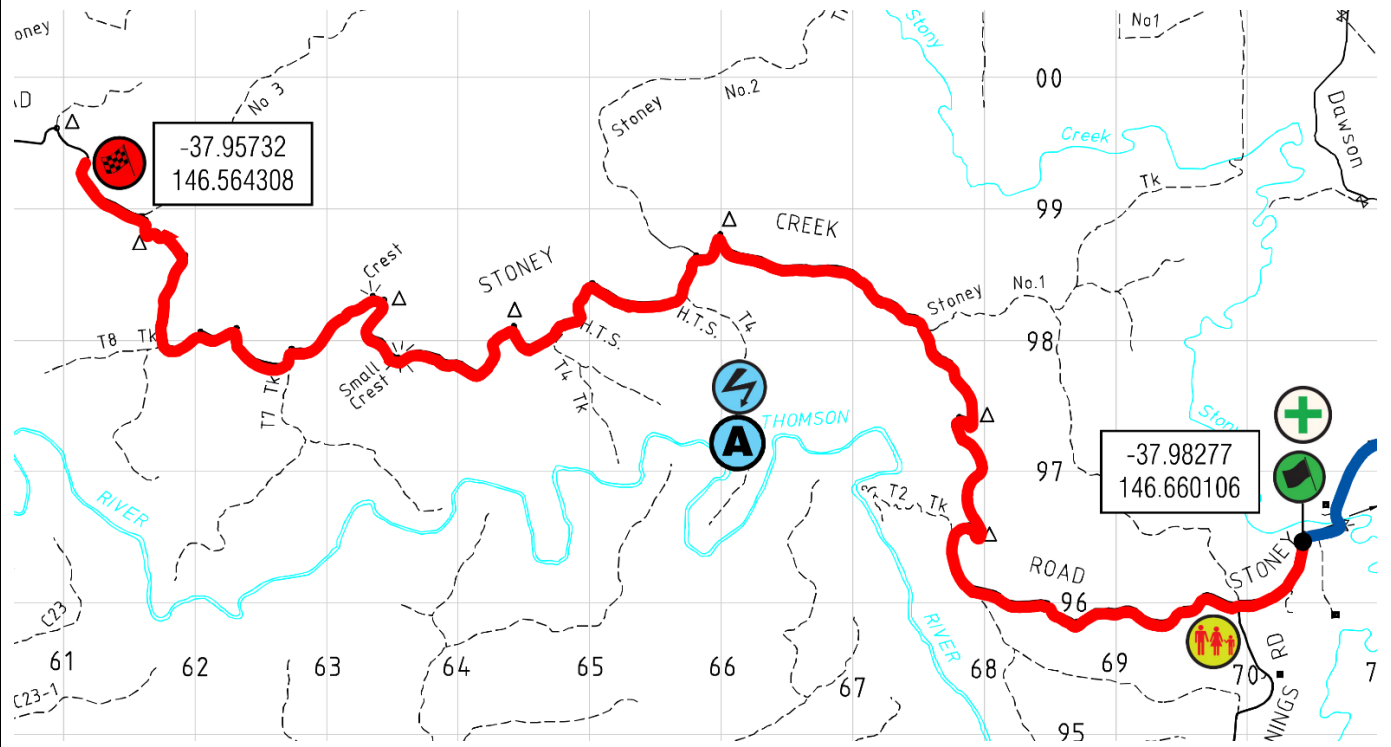 oney
No1
Stony
00
No.2
No 3
Stoney
Dawson
-37.95732
146.564308
Creek
Tk
99
CREEK
STONEY
Crest
Stoney
No.1
H.T.S.
H.T.S.
T4
T8
Tk
98
Small
Crest
T4
Tk
T7
Tk
A
THOMSON
Stony
-37.98277
146.660106
97
RIVER
T2
Tk
STONEY
ROAD
96
C23
RIVER
61
62
63
64
65
66
67
68
69
70
7
RD
C23-1
NINGS
95